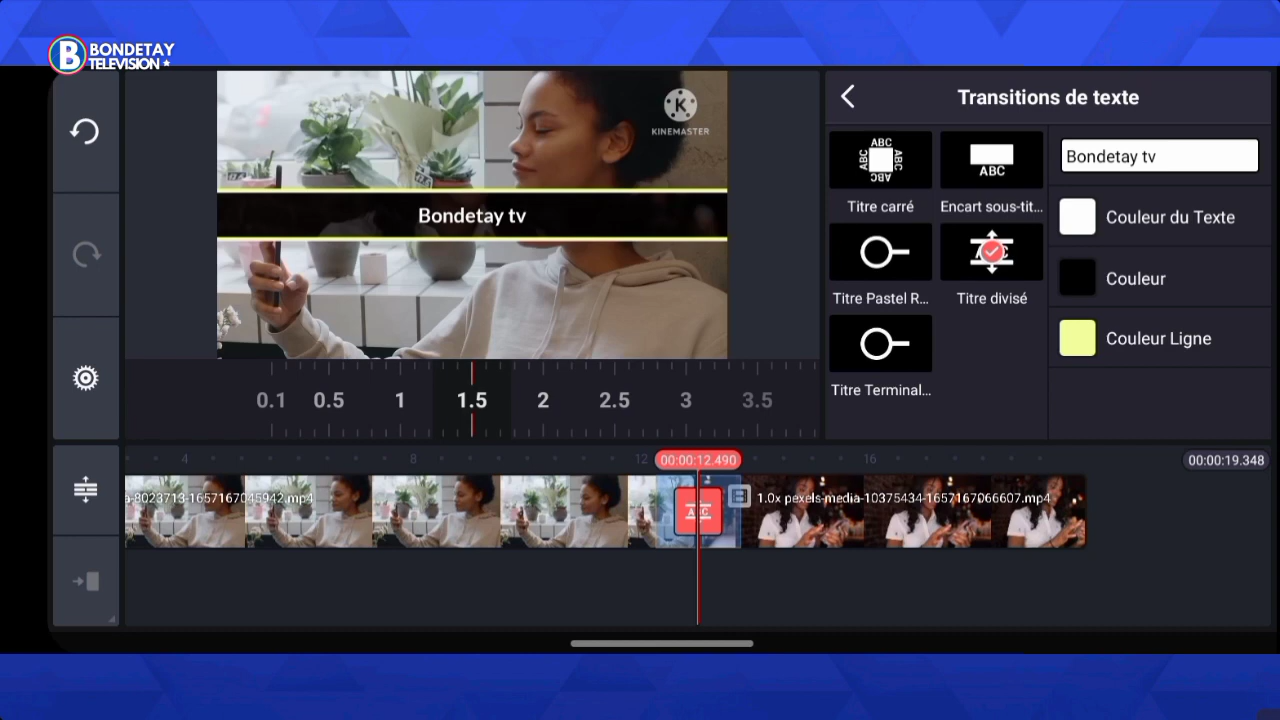 B BONDETAY
TELEVISION
K
KINEMASTER
Bondetay tv
0.1 0.5 1 1.5 2 2.5 3 3.5
Transitions de texte
ABC
ABC
ABC
ABC
Titre carré
ABC
Encart sous-tit...
Titre Pastel R...
Titre divisé
Titre Terminal...
Bondetay tv
Couleur du Texte
Couleur
Couleur Ligne
4 8 12 00:00:12.490 16 00:00:19.348
a-8023713-1657167045942.mp4
ABC
1.0x pexels-media-10375434-1657167066607.mp4